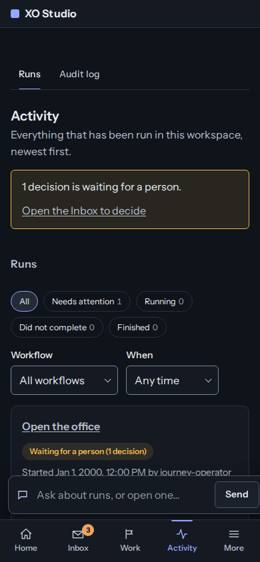 XO Studio
Runs
Audit log
Activity
Everything that has been run in this workspace,
newest first.
1 decision is waiting for a person.
Open the Inbox to decide
Runs
All
Needs attention 1
Running 0
Did not complete 0
Finished 0
Workflow
When
All workflows
Any time
Open the office
Waiting for a person (1 decision)
Started Jan 1, 2000, 12:00 PM by journey-operator
Ask about runs, or open one...
Send
3
Home
Inbox
Work
Activity
More